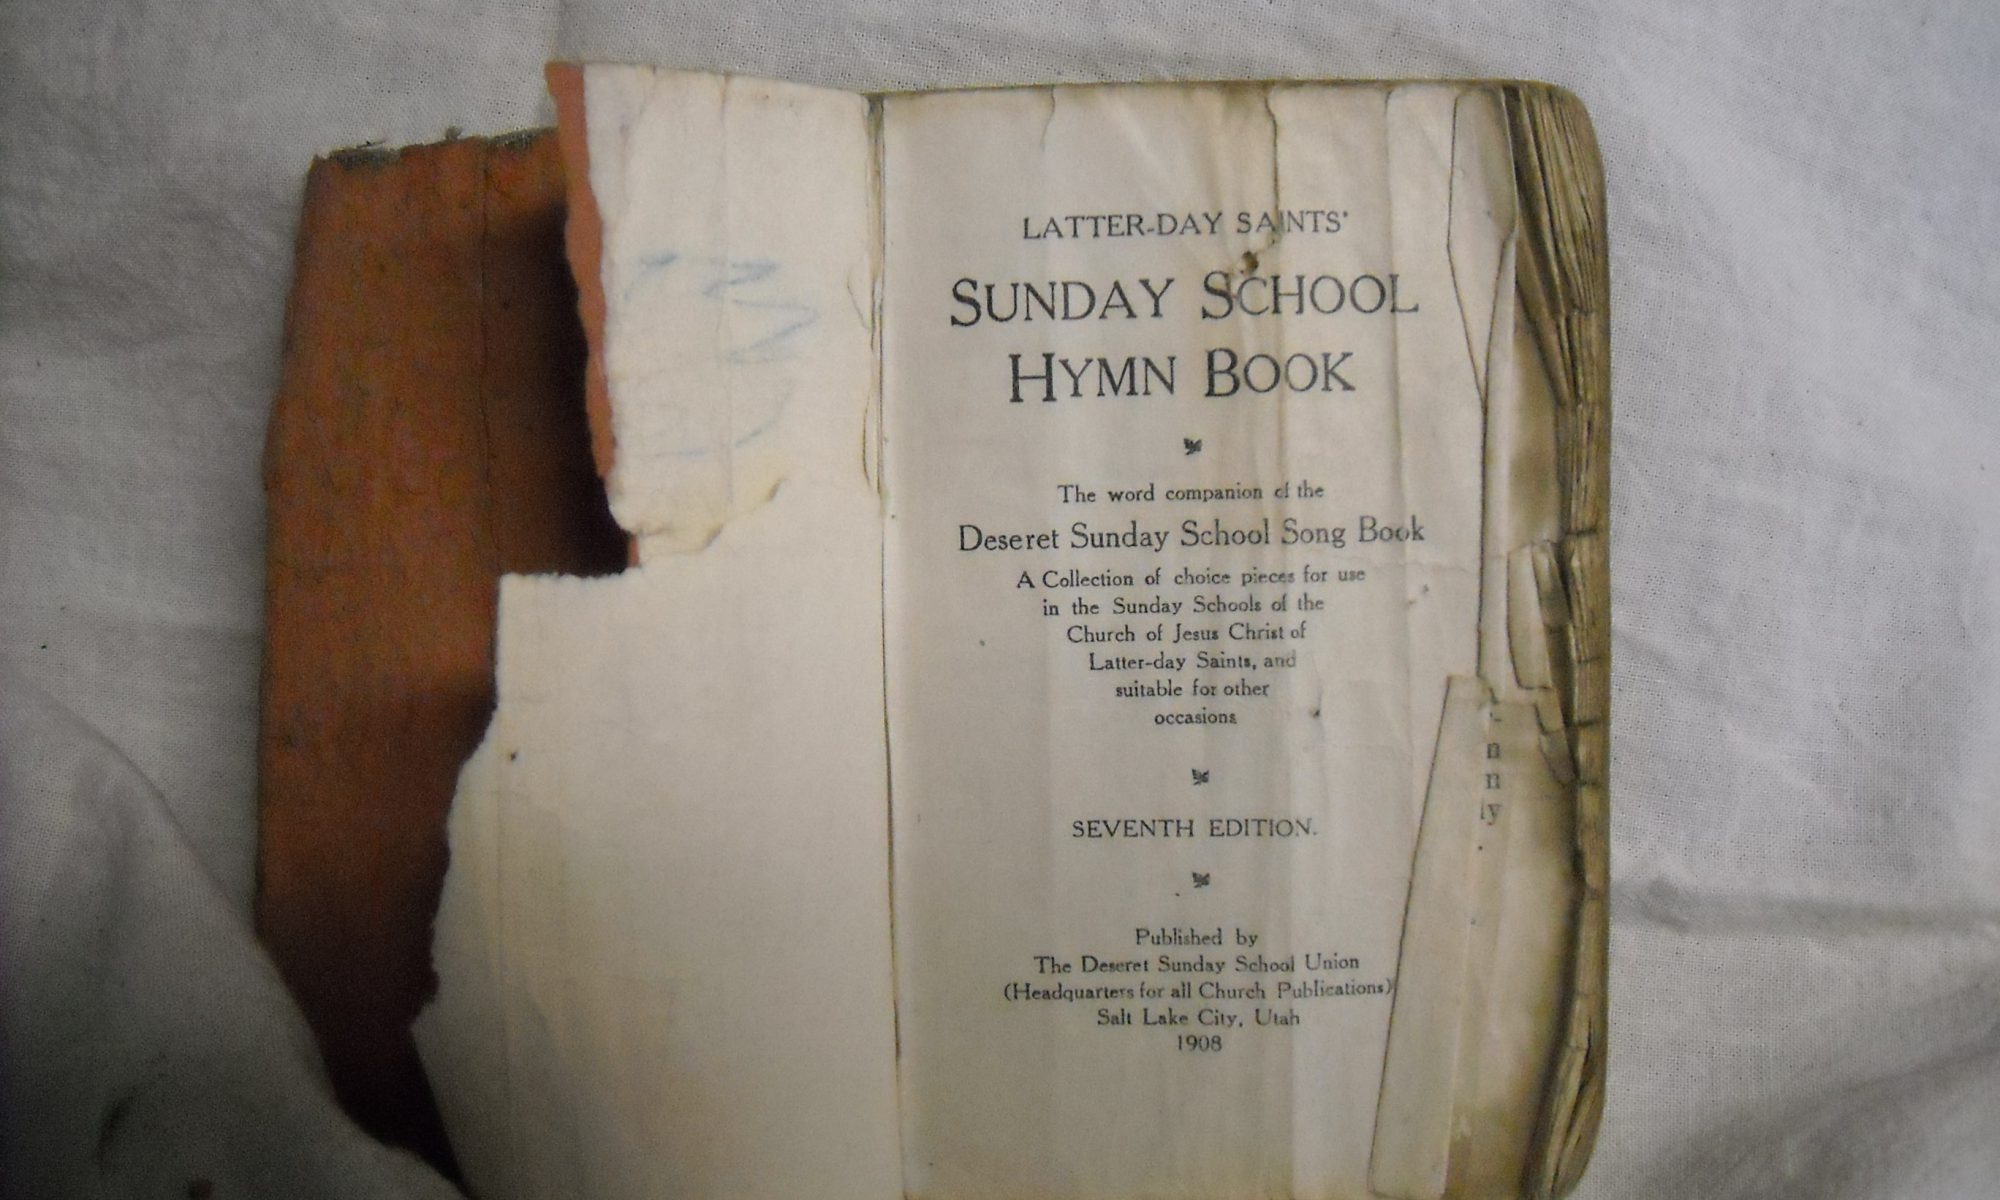 LATTER-DAY SAINTS'
SUNDAY SCHOOL
HYMN BOOK
The word companion of the
Deseret Sunday School Song Book
A Collection of choice pieces for use
in the Sunday Schools of the
Church of Jesus Christ of
Latter-day Saints, and
suitable for other
occasions
SEVENTH EDITION.
Published by
The Deseret Sunday School Union
(Headquarters for all Church Publications)
Salt Lake City, Utah
1908
n
n
y